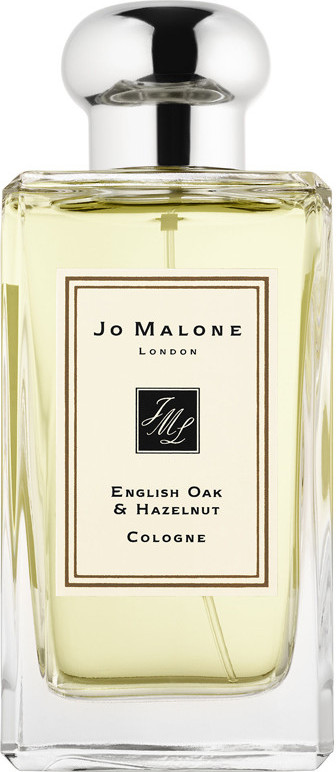 JO MALONE
LONDON
JML
ENGLISH OAK
& HAZELNUT
COLOGNE